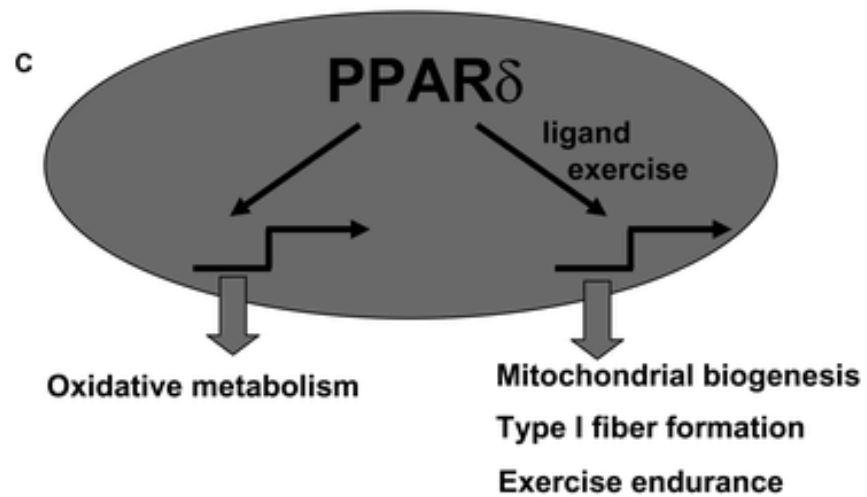 C
PPARδ
ligand
exercise
Oxidative metabolism
Mitochondrial biogenesis
Type I fiber formation
Exercise endurance